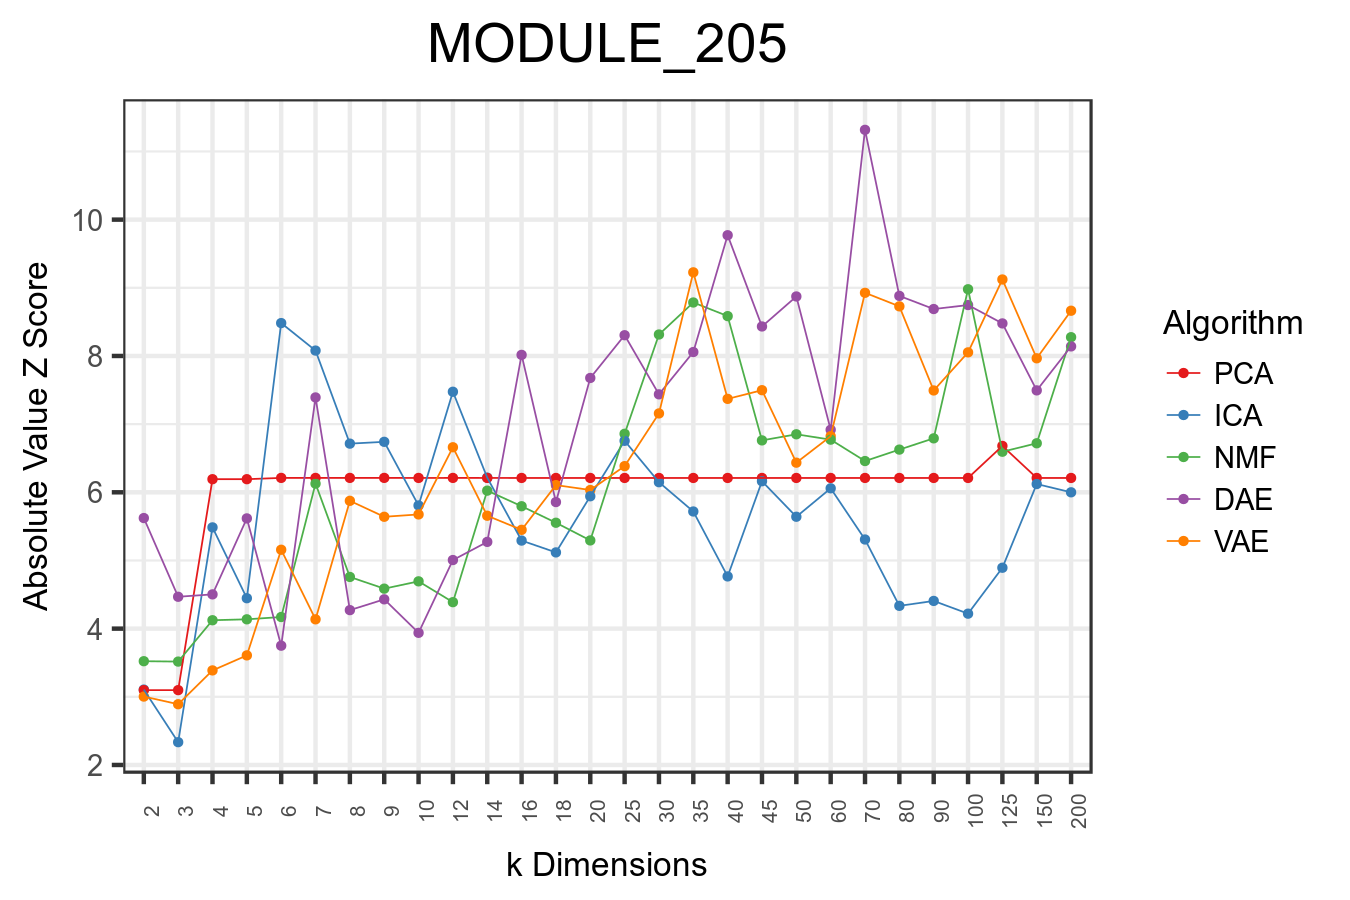 MODULE_205
Absolute Value Z Score
10
8
6
4
2
2 3 4 5 6 7 8 9 10 12 14 16 18 20 25 30 35 40 45 50 60 70 80 90 100 125 150 200
k Dimensions
Algorithm
PCA
ICA
NMF
DAE
VAE